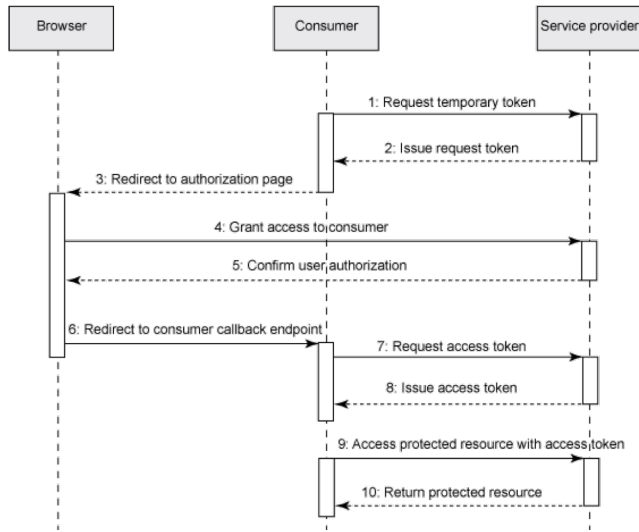 Browser
Consumer
Service provider
1: Request temporary token
2: Issue request token
3: Redirect to authorization page
4: Grant access to consumer
5: Confirm user authorization
6: Redirect to consumer callback endpoint
7: Request access token
8: Issue access token
9: Access protected resource with access token
10: Return protected resource